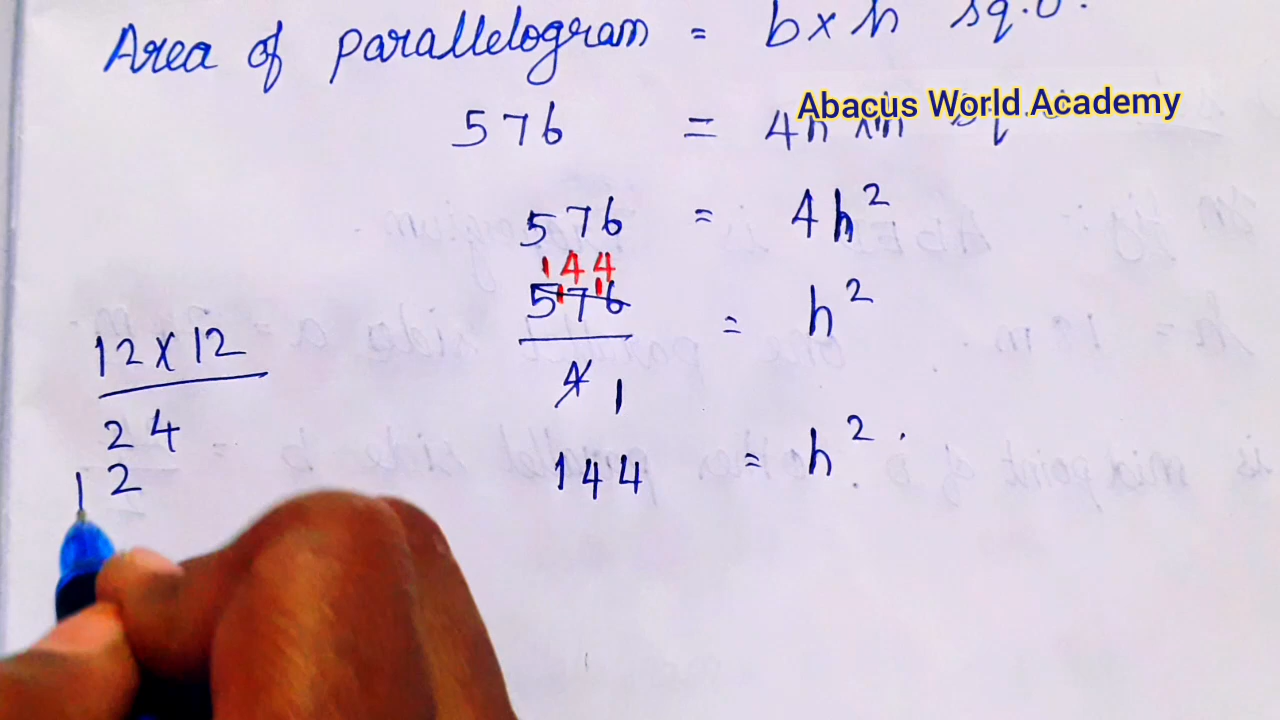 Area of parallelogram = b x h sq.u.
Abacus World Academy
576 = 4h x h
576 = 4h²
144
576 / 4 1 = h²
144 = h².
12 x 12
24
12